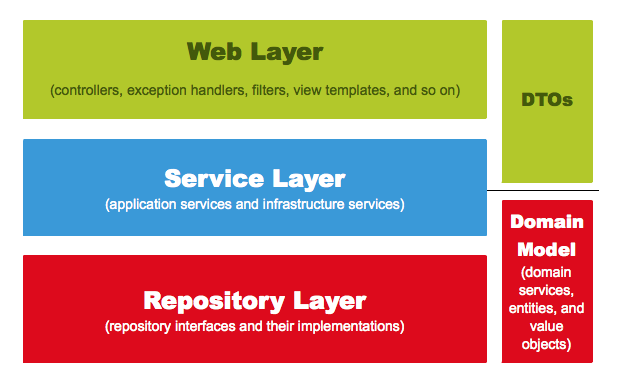 Web Layer
(controllers, exception handlers, filters, view templates, and so on)
DTOs
Service Layer
(application services and infrastructure services)
Repository Layer
(repository interfaces and their implementations)
Domain
Model
(domain
services,
entities, and
value
objects)